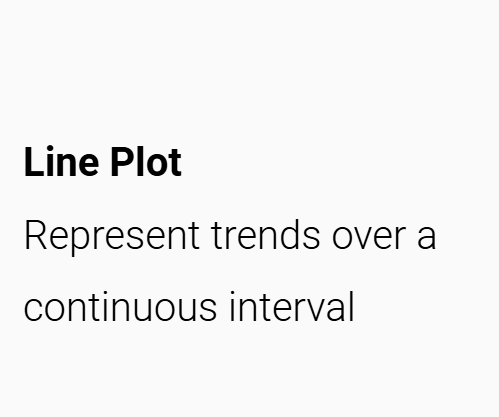 Line Plot
Represent trends over a
continuous interval